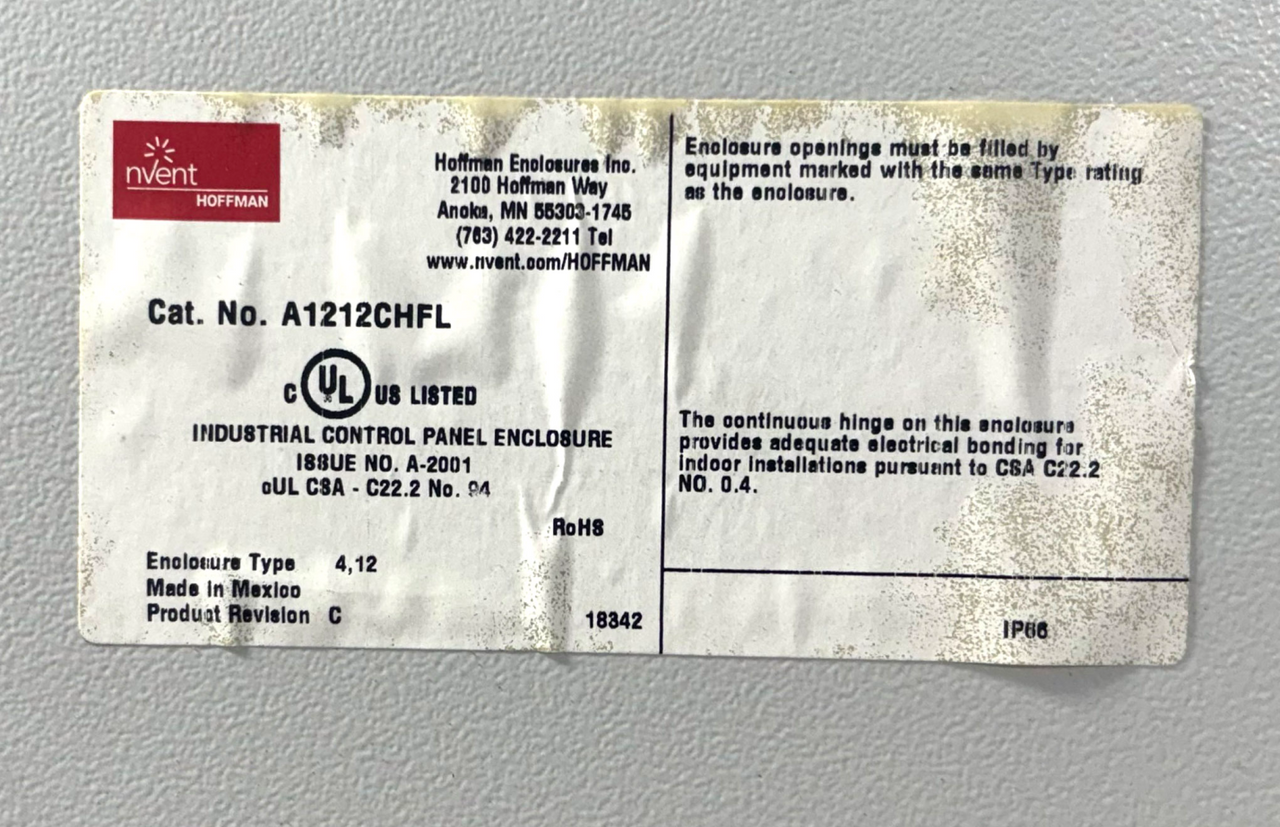 nvent
HOFFMAN
Hoffman Enclosures Inc.
2100 Hoffman Way
Anoka, MN 55303-1745
(763) 422-2211 Tel
www.nvent.com/HOFFMAN
Cat. No. A1212CHFL
C UL US LISTED
INDUSTRIAL CONTROL PANEL ENCLOSURE
ISSUE NO. A-2001
cUL CSA - C22.2 No. 94
RoHS
Enclosure Type 4,12
Made in Mexico
Product Revision C
18342
Enclosure openings must be filled by
equipment marked with the same Type rating
as the enclosure.
The continuous hinge on this enclosure
provides adequate electrical bonding for
indoor installations pursuant to CSA C22.2
NO. 0.4.
IP66